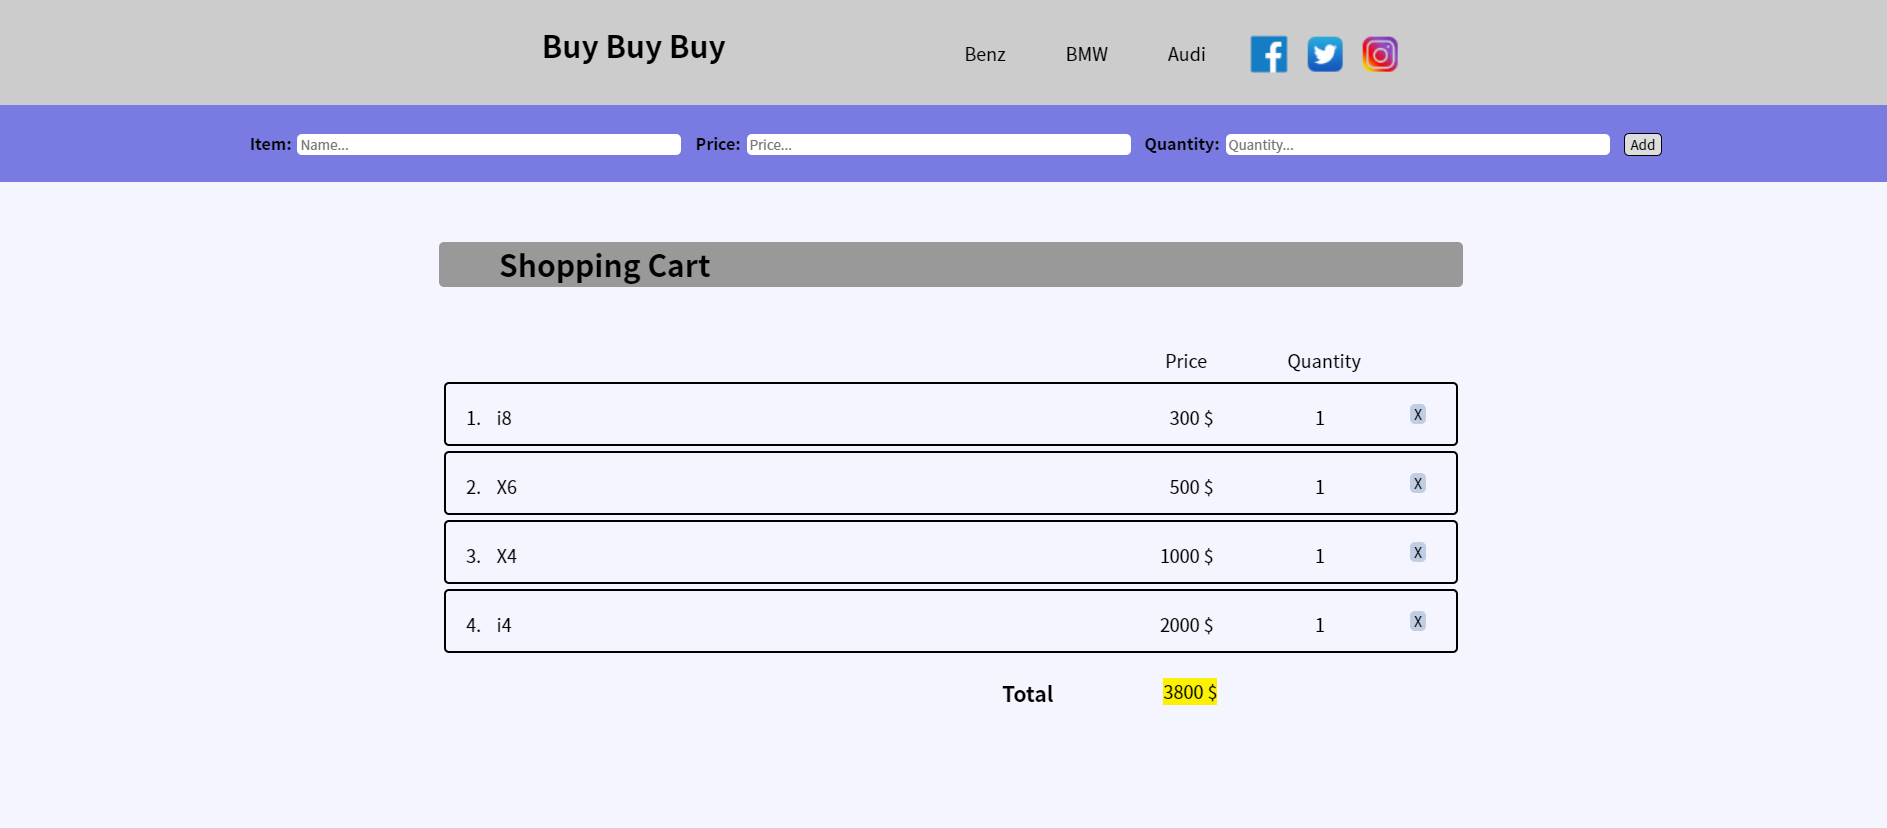 Buy Buy Buy Benz BMW Audi
Item: Name... Price: Price... Quantity: Quantity... Add
Shopping Cart
Price Quantity
1. i8 300 $ 1 X
2. X6 500 $ 1 X
3. X4 1000 $ 1 X
4. i4 2000 $ 1 X
Total 3800 $